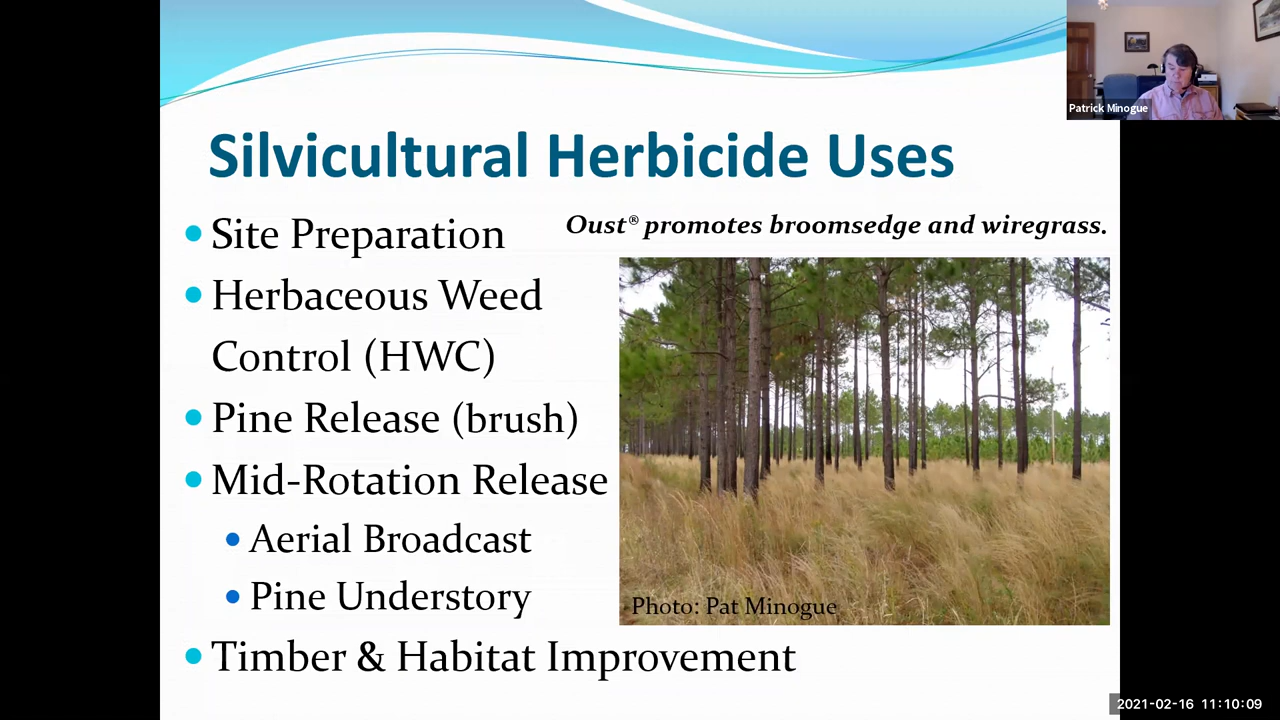 Patrick Minogue
Silvicultural Herbicide Uses
Oust® promotes broomsedge and wiregrass.
• Site Preparation
• Herbaceous Weed
Control (HWC)
• Pine Release (brush)
• Mid-Rotation Release
• Aerial Broadcast
• Pine Understory
• Timber & Habitat Improvement
Photo: Pat Minogue
2021-02-16 11:10:09